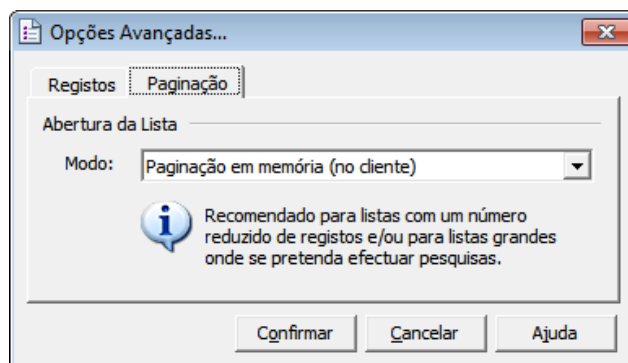 Opções Avançadas...
Registos Paginação
Abertura da Lista
Modo: Paginação em memória (no cliente)
Recomendado para listas com um número
reduzido de registos e/ou para listas grandes
onde se pretenda efectuar pesquisas.
Confirmar Cancelar Ajuda